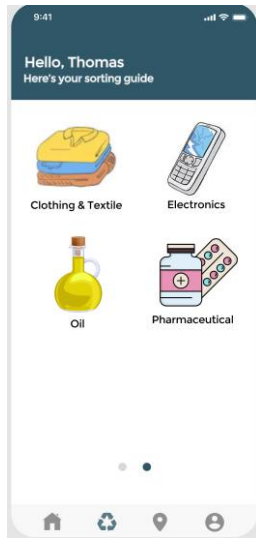 9:41
Hello, Thomas
Here's your sorting guide
Clothing & Textile
Electronics
Oil
Pharmaceutical